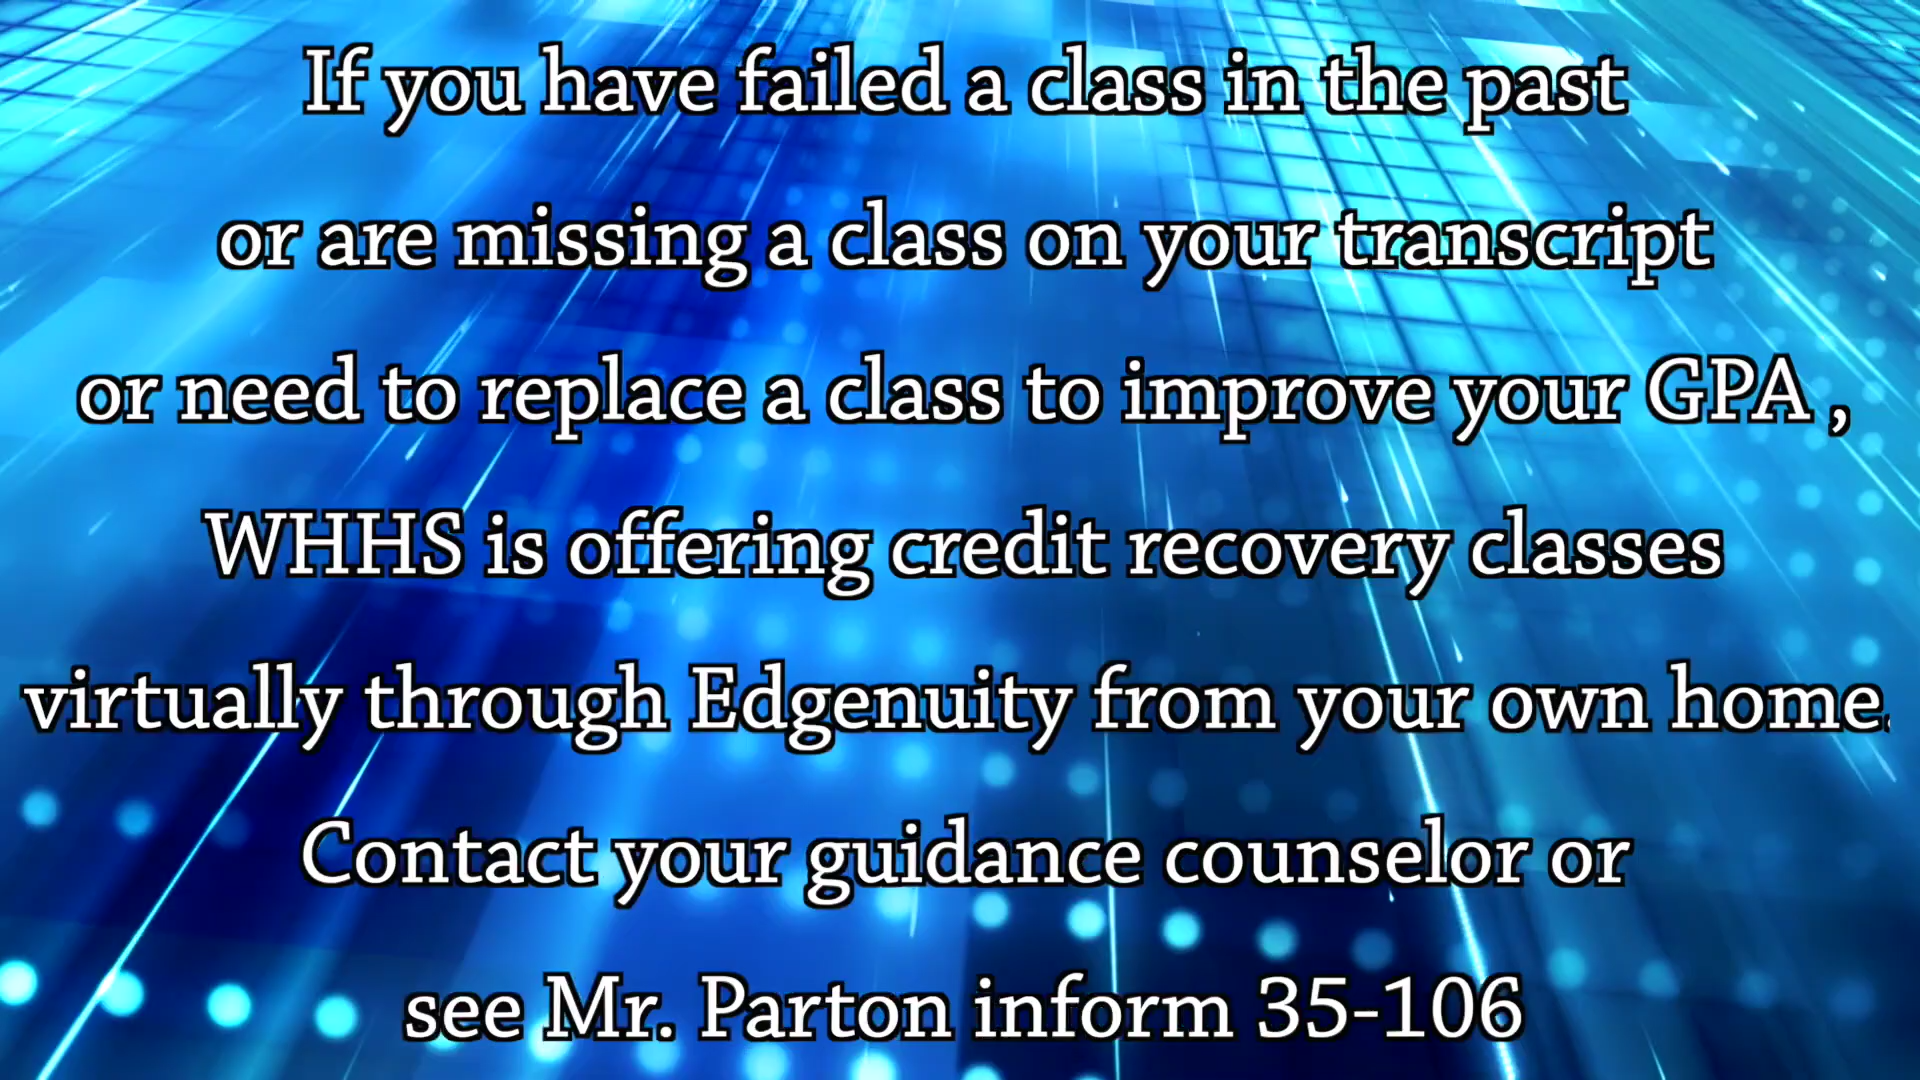 If you have failed a class in the past
or are missing a class on your transcript
or need to replace a class to improve your GPA ,
WHHS is offering credit recovery classes
virtually through Edgenuity from your own home.
Contact your guidance counselor or
see Mr. Parton inform 35-106